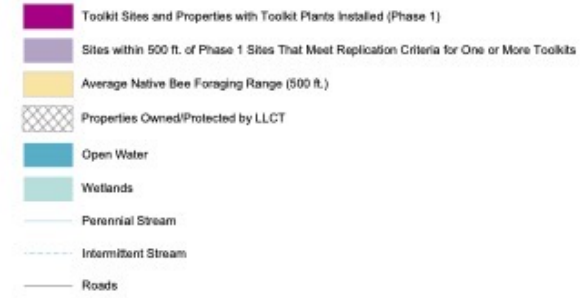 Toolkit Sites and Properties with Toolkit Plants Installed (Phase 1)
Sites within 500 ft. of Phase 1 Sites That Meet Replication Criteria for One or More Toolkits
Average Native Bee Foraging Range (500 ft.)
Properties Owned/Protected by LLCT
Open Water
Wetlands
Perennial Stream
Intermittent Stream
Roads